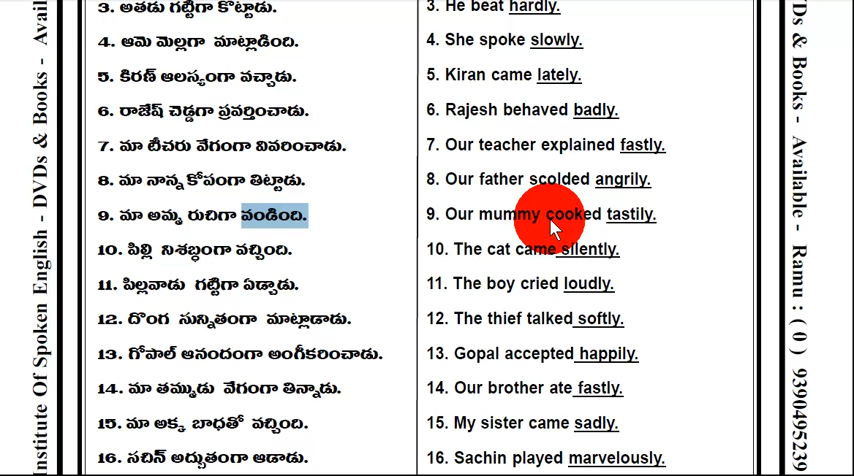 3. అతడు గట్టిగా కొట్టాడు.
4. ఆమె మెల్లగా మాట్లాడింది.
5. కిరణ్ ఆలస్యంగా వచ్చాడు.
6. రాజేష్ చెడ్డగా ప్రవర్తించాడు.
7. మా టీచరు వేగంగా వివరించాడు.
8. మా నాన్న కోపంగా తిట్టాడు.
9. మా అమ్మ రుచిగా వండింది.
10. పిల్లి నిశబ్ధంగా వచ్చింది.
11. పిల్లవాడు గట్టిగా ఏడ్చాడు.
12. దొంగ సున్నితంగా మాట్లాడాడు.
13. గోపాల్ ఆనందంగా అంగీకరించాడు.
14. మా తమ్ముడు వేగంగా తిన్నాడు.
15. మా అక్క బాధతో వచ్చింది.
16. సచిన్ అద్భుతంగా ఆడాడు.
3. He beat hardly.
4. She spoke slowly.
5. Kiran came lately.
6. Rajesh behaved badly.
7. Our teacher explained fastly.
8. Our father scolded angrily.
9. Our mummy cooked tastily.
10. The cat came silently.
11. The boy cried loudly.
12. The thief talked softly.
13. Gopal accepted happily.
14. Our brother ate fastly.
15. My sister came sadly.
16. Sachin played marvelously.
nstitute Of Spoken English - DVDs & Books - Avai
Ds & Books - Available - Ramu : ( 0 ) 9390495239